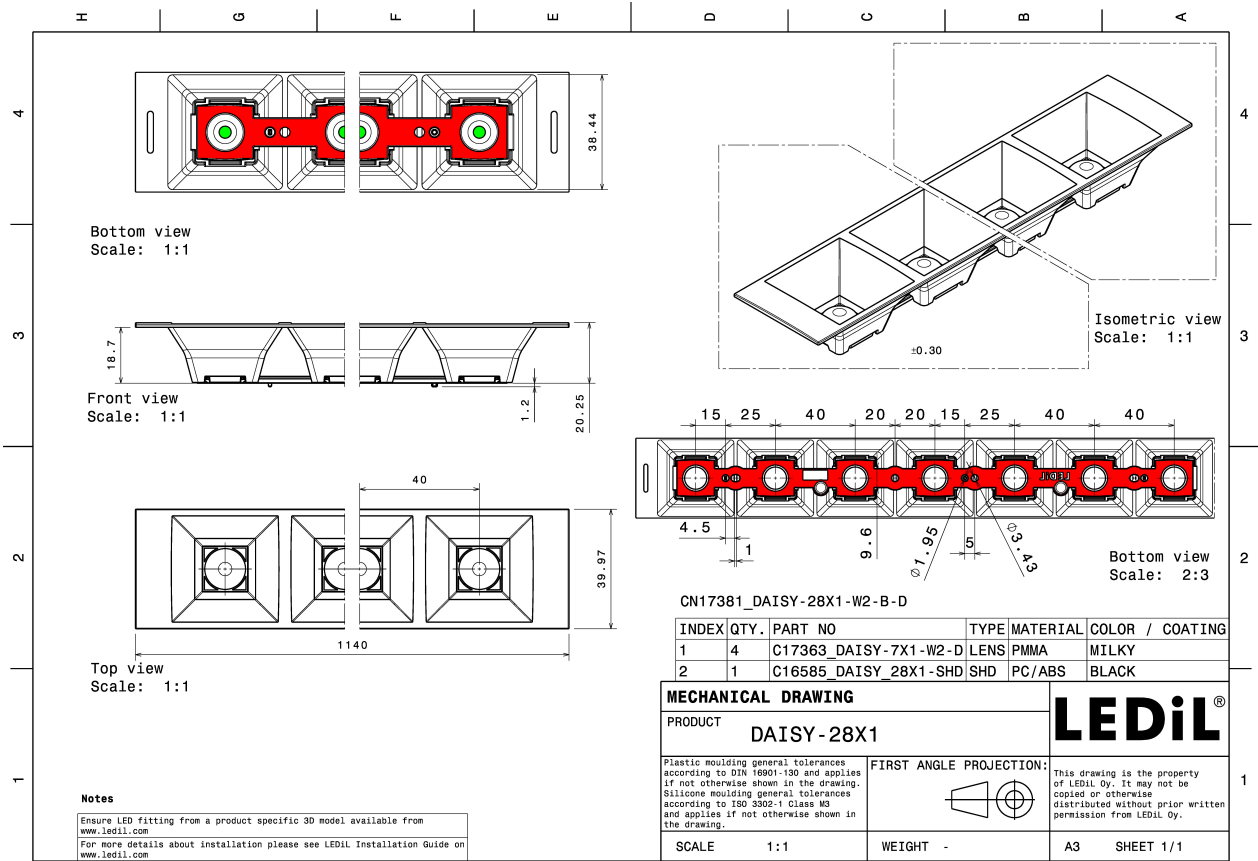 H G F E D C B A
4
4
38.44
Bottom view
Scale: 1:1
3
3
18.7
1.2
20.25
Front view
Scale: 1:1
Isometric view
Scale: 1:1
±0.30
15 25 40 20 20 15 25 40 40
LEDiL
4.5
1
9.6
Ø1.95
5
Ø3.43
Bottom view
Scale: 2:3
2
2
40
39.97
1140
Top view
Scale: 1:1
CN17381_DAISY-28X1-W2-B-D
INDEX QTY. PART NO TYPE MATERIAL COLOR / COATING
1 4 C17363_DAISY-7X1-W2-D LENS PMMA MILKY
2 1 C16585_DAISY_28X1-SHD SHD PC/ABS BLACK
MECHANICAL DRAWING
PRODUCT
DAISY-28X1
LEDiL®
Plastic moulding general tolerances
according to DIN 16901-130 and applies
if not otherwise shown in the drawing.
Silicone moulding general tolerances
according to ISO 3302-1 Class M3
and applies if not otherwise shown in
the drawing.
FIRST ANGLE PROJECTION:
This drawing is the property
of LEDiL Oy. It may not be
copied or otherwise
distributed without prior written
permission from LEDiL Oy.
SCALE 1:1
WEIGHT -
A3 SHEET 1/1
1
1
Notes
Ensure LED fitting from a product specific 3D model available from
www.ledil.com
For more details about installation please see LEDiL Installation Guide on
www.ledil.com